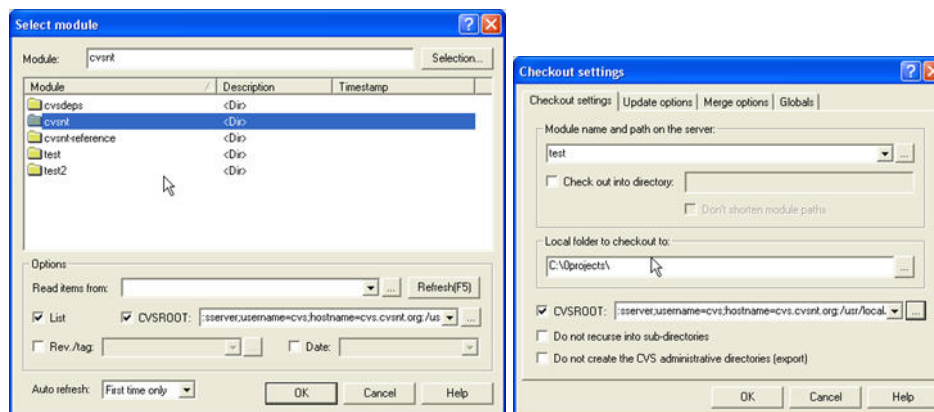 Select module
Module: cvsnt Selection...
Module Description Timestamp
cvsdeps <Dir>
cvsnt <Dir>
cvsnt-reference <Dir>
test <Dir>
test2 <Dir>
Options
Read items from: ... Refresh(F5)
List CVSROOT: :sserver;username=cvs;hostname=cvs.cvsnt.org:/us ...
Rev./tag: ... Date:
Auto refresh: First time only OK Cancel Help
Checkout settings
Checkout settings Update options Merge options Globals
Module name and path on the server:
test ...
Check out into directory:
Don't shorten module paths
Local folder to checkout to:
C:\0projects\ ...
CVSROOT: :sserver;username=cvs;hostname=cvs.cvsnt.org:/usr/local. ...
Do not recurse into sub-directories
Do not create the CVS administrative directories (export)
OK Cancel Help